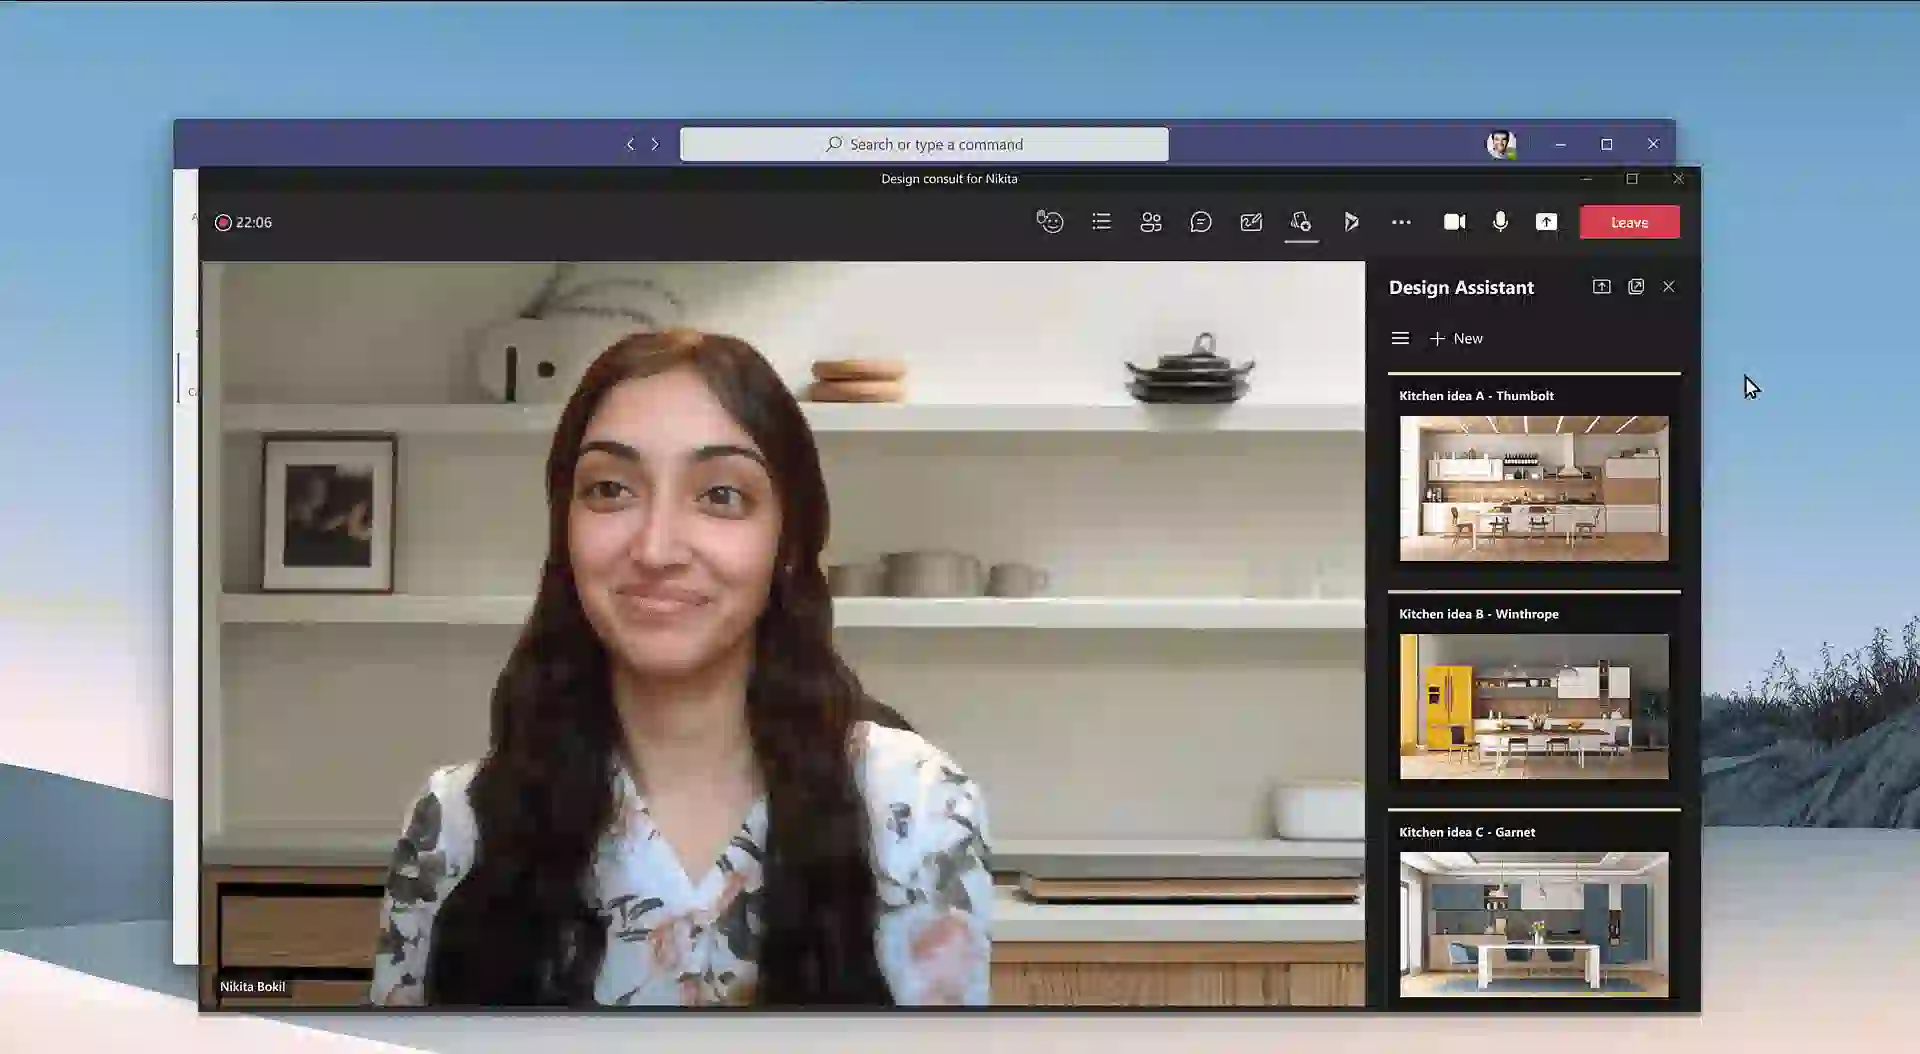 Search or type a command
Design consult for Nikita
22:06
Leave
Design Assistant
New
Kitchen idea A - Thumbolt
Kitchen idea B - Winthrope
Kitchen idea C - Garnet
Nikita Bokil